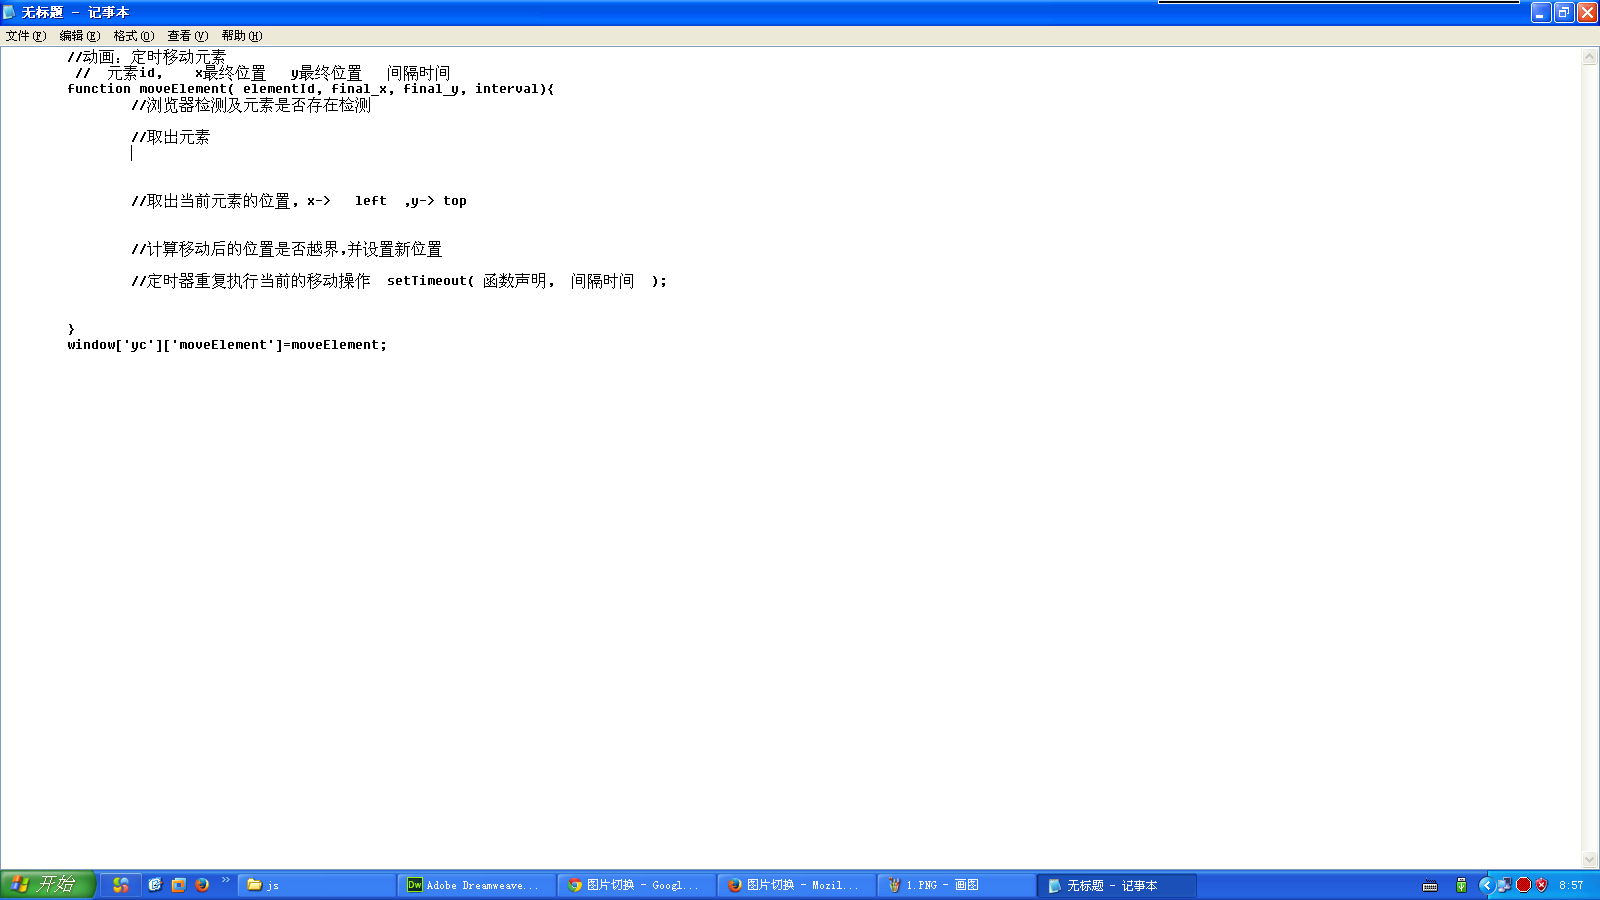 无标题 - 记事本
文件(F) 编辑(E) 格式(O) 查看(V) 帮助(H)
//动画：定时移动元素
//  元素id,    x最终位置   y最终位置   间隔时间
function moveElement( elementId, final_x, final_y, interval){
//浏览器检测及元素是否存在检测
//取出元素
//取出当前元素的位置, x->   left  ,y-> top
//计算移动后的位置是否越界,并设置新位置
//定时器重复执行当前的移动操作  setTimeout( 函数声明,  间隔时间  );
}
window['yc']['moveElement']=moveElement;
开始 js Adobe Dreamweave... 图片切换 - Googl... 图片切换 - Mozil... 1.PNG - 画图 无标题 - 记事本 8:57